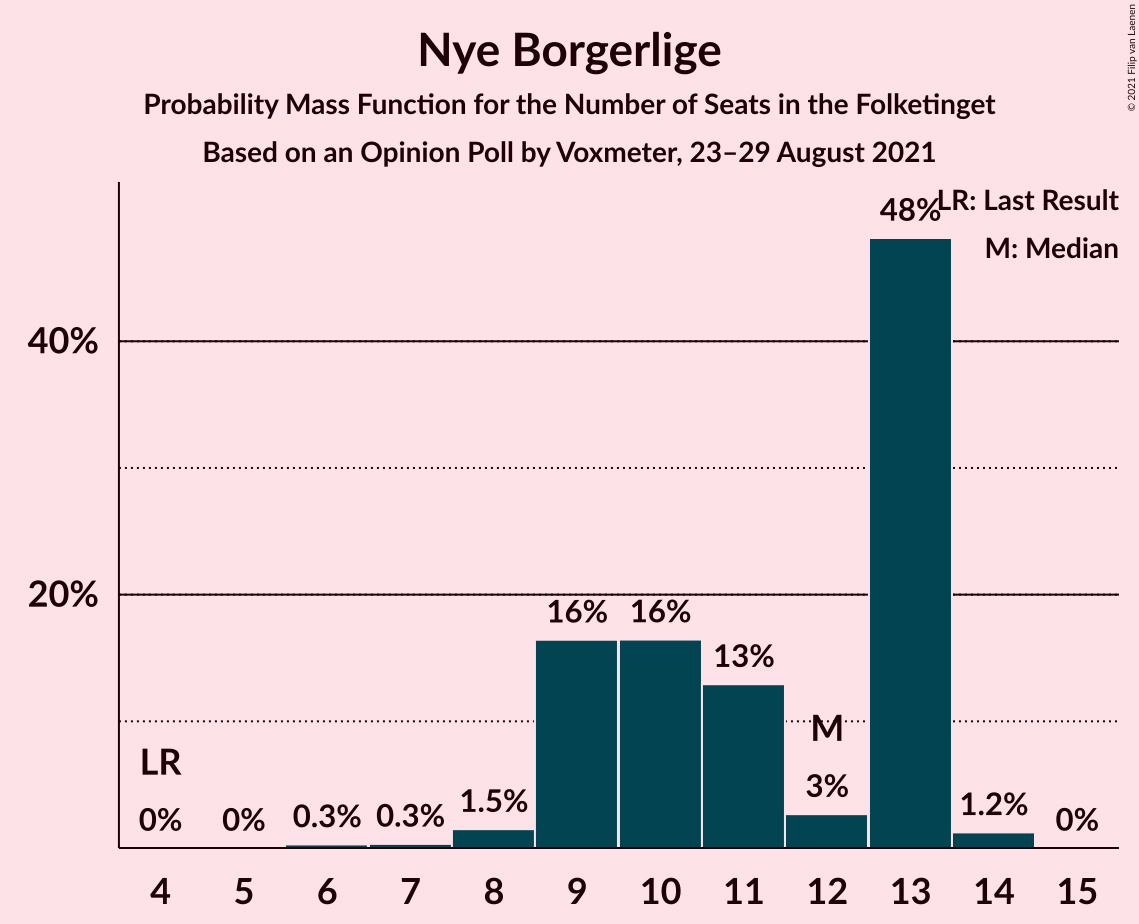 Nye Borgerlige
Probability Mass Function for the Number of Seats in the Folketinget
Based on an Opinion Poll by Voxmeter, 23–29 August 2021
© 2021 Filip van Laenen
LR: Last Result
M: Median
48%
40%
20%
16% 16%
13%
M
LR
3%
1.5%
1.2%
0% 0% 0.3% 0.3% 0%
4 5 6 7 8 9 10 11 12 13 14 15